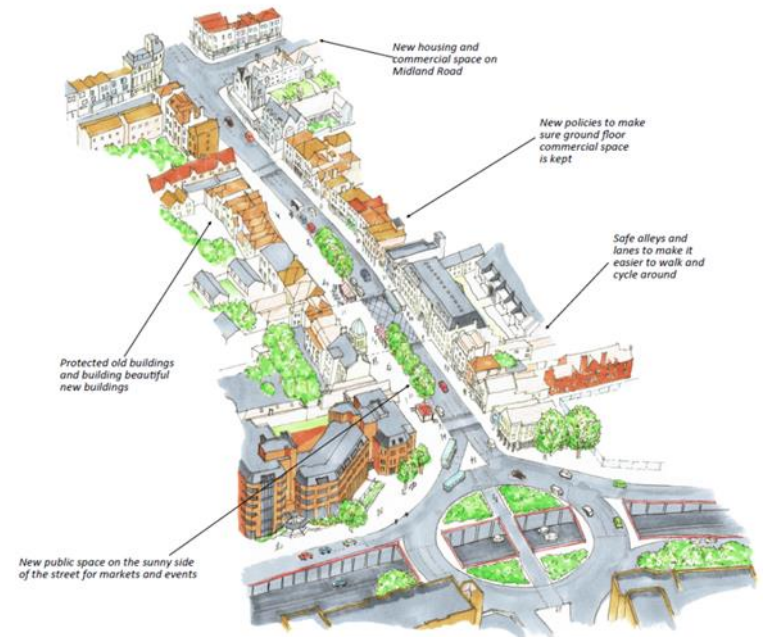 New housing and
commercial space on
Midland Road
New policies to make
sure ground floor
commercial space
is kept
Safe alleys and
lanes to make it
easier to walk and
cycle around
Protected old buildings
and building beautiful
new buildings
New public space on the sunny side
of the street for markets and events